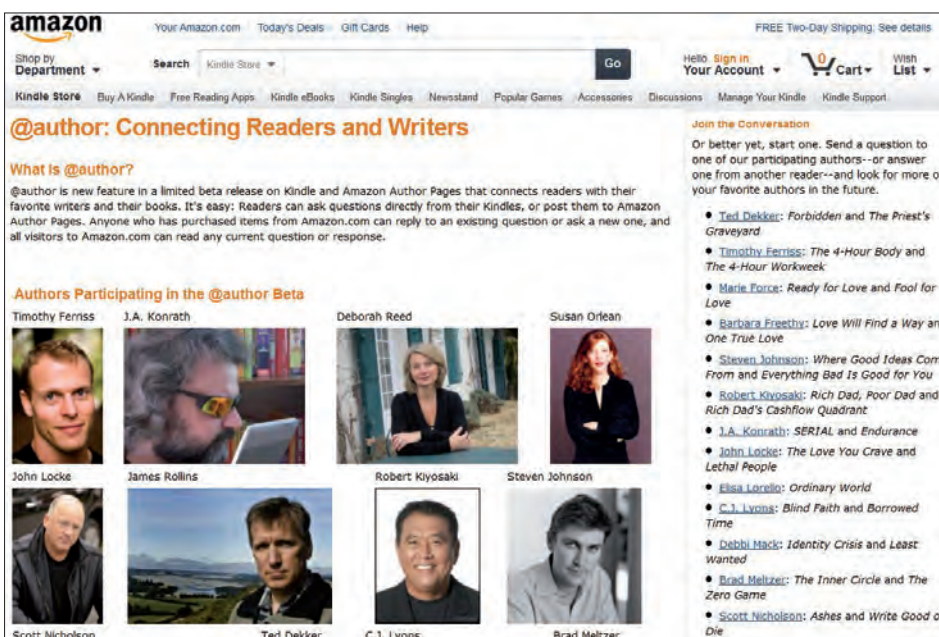 amazon
Your Amazon.com Today's Deals Gift Cards Help
FREE Two-Day Shipping: See details
Shop by
Department
Search Kindle Store Go
Hello. Sign in
Your Account
0
Cart
Wish
List
Kindle Store Buy A Kindle Free Reading Apps Kindle eBooks Kindle Singles Newsstand Popular Games Accessories Discussions Manage Your Kindle Kindle Support
@author: Connecting Readers and Writers
What is @author?
@author is new feature in a limited beta release on Kindle and Amazon Author Pages that connects readers with their
favorite writers and their books. It's easy: Readers can ask questions directly from their Kindles, or post them to Amazon
Author Pages. Anyone who has purchased items from Amazon.com can reply to an existing question or ask a new one, and
all visitors to Amazon.com can read any current question or response.
Authors Participating in the @author Beta
Timothy Ferriss J.A. Konrath Deborah Reed Susan Orlean
John Locke James Rollins Robert Kiyosaki Steven Johnson
Scott Nicholson Ted Dekker C.J. Lyons Brad Meltzer
Join the Conversation
Or better yet, start one. Send a question to
one of our participating authors--or answer
one from another reader--and look for more o
your favorite authors in the future.
• Ted Dekker: Forbidden and The Priest's
Graveyard
• Timothy Ferriss: The 4-Hour Body and
The 4-Hour Workweek
• Marie Force: Ready for Love and Fool for
Love
• Barbara Freethy: Love Will Find a Way an
One True Love
• Steven Johnson: Where Good Ideas Com
From and Everything Bad Is Good for You
• Robert Kiyosaki: Rich Dad, Poor Dad and
Rich Dad's Cashflow Quadrant
• J.A. Konrath: SERIAL and Endurance
• John Locke: The Love You Crave and
Lethal People
• Elisa Lorello: Ordinary World
• C.J. Lyons: Blind Faith and Borrowed
Time
• Debbi Mack: Identity Crisis and Least
Wanted
• Brad Meltzer: The Inner Circle and The
Zero Game
• Scott Nicholson: Ashes and Write Good o
Die